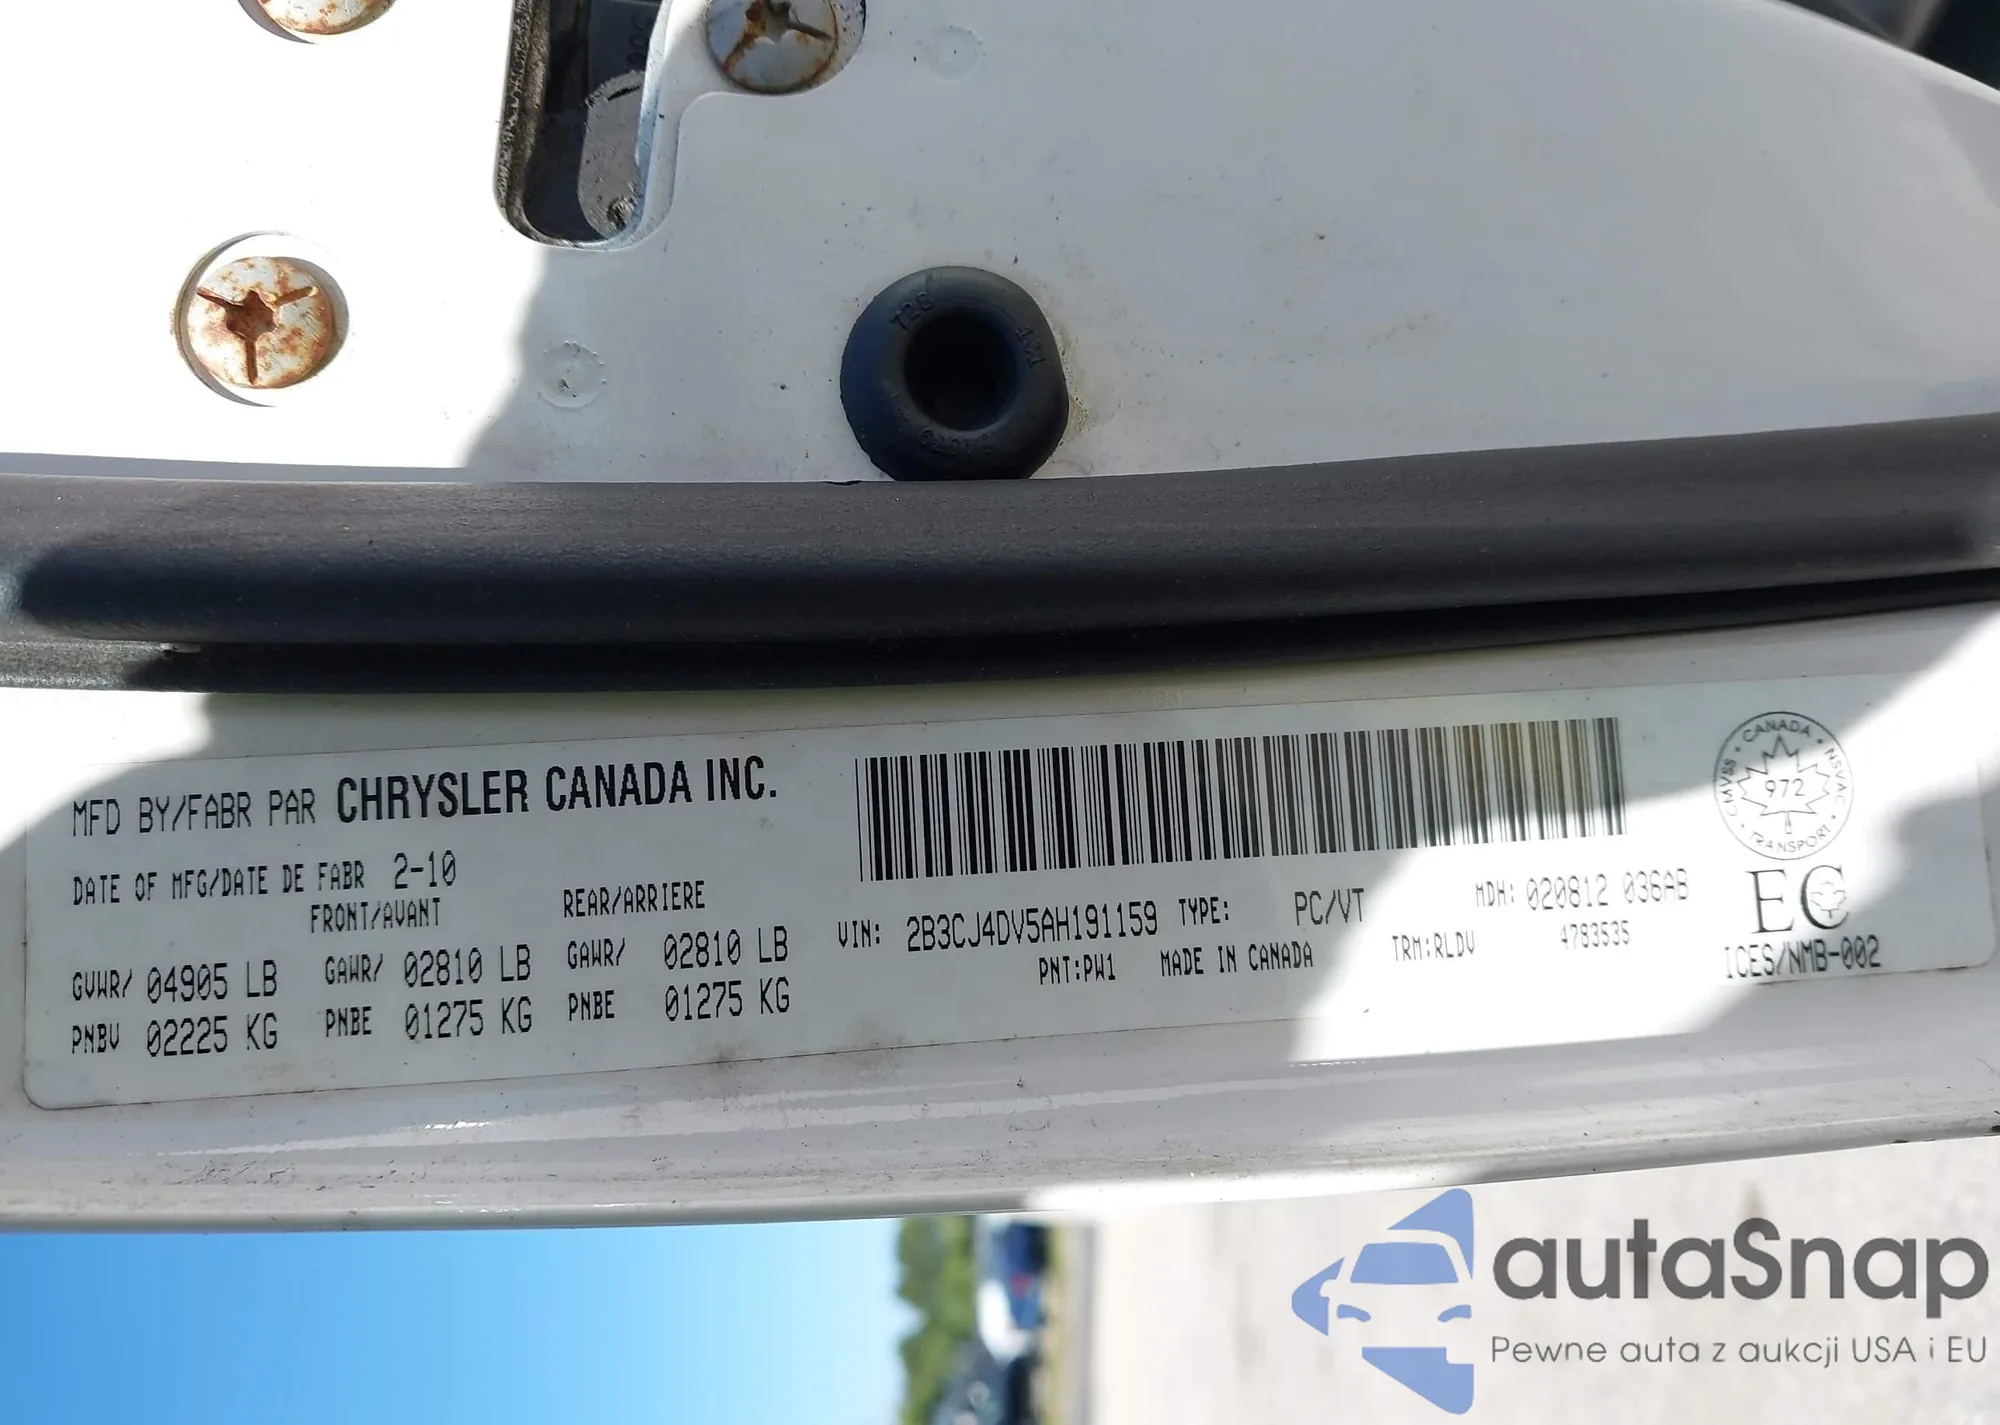 MFD BY/FABR PAR CHRYSLER CANADA INC.
DATE OF MFG/DATE DE FABR 2-10
FRONT/AVANT
REAR/ARRIERE
GVWR/ 04905 LB GAWR/ 02810 LB GAWR/ 02810 LB
PNBV 02225 KG PNBE 01275 KG PNBE 01275 KG
VIN: 2B3CJ4DV5AH191159 TYPE: PC/VT MDH: 020812 036AB
PNT:PW1 MADE IN CANADA TRM:RLDV 4783535
CANADA
CMVSS · NSVAC
972
TRANSPORT
EC
ICES/NMB-002
autaSnap
Pewne auta z aukcji USA i EU